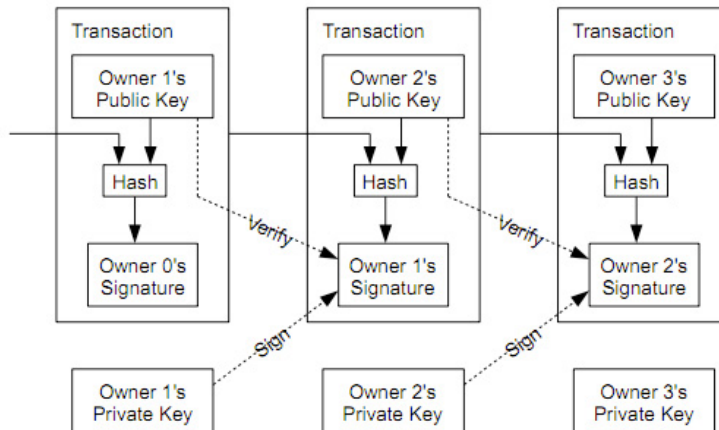 Transaction
Owner 1's
Public Key
Hash
Owner 0's
Signature
Transaction
Owner 2's
Public Key
Hash
Verify
Owner 1's
Signature
Transaction
Owner 3's
Public Key
Hash
Verify
Owner 2's
Signature
Sign
Sign
Owner 1's
Private Key
Owner 2's
Private Key
Owner 3's
Private Key